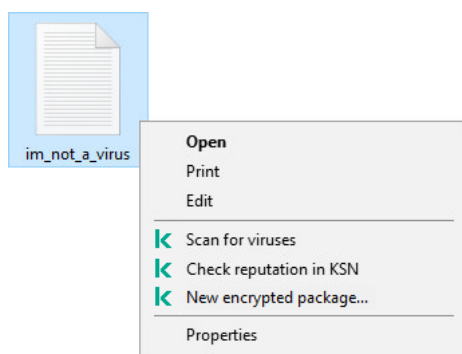 im_not_a_virus
Open
Print
Edit
Scan for viruses
Check reputation in KSN
New encrypted package...
Properties